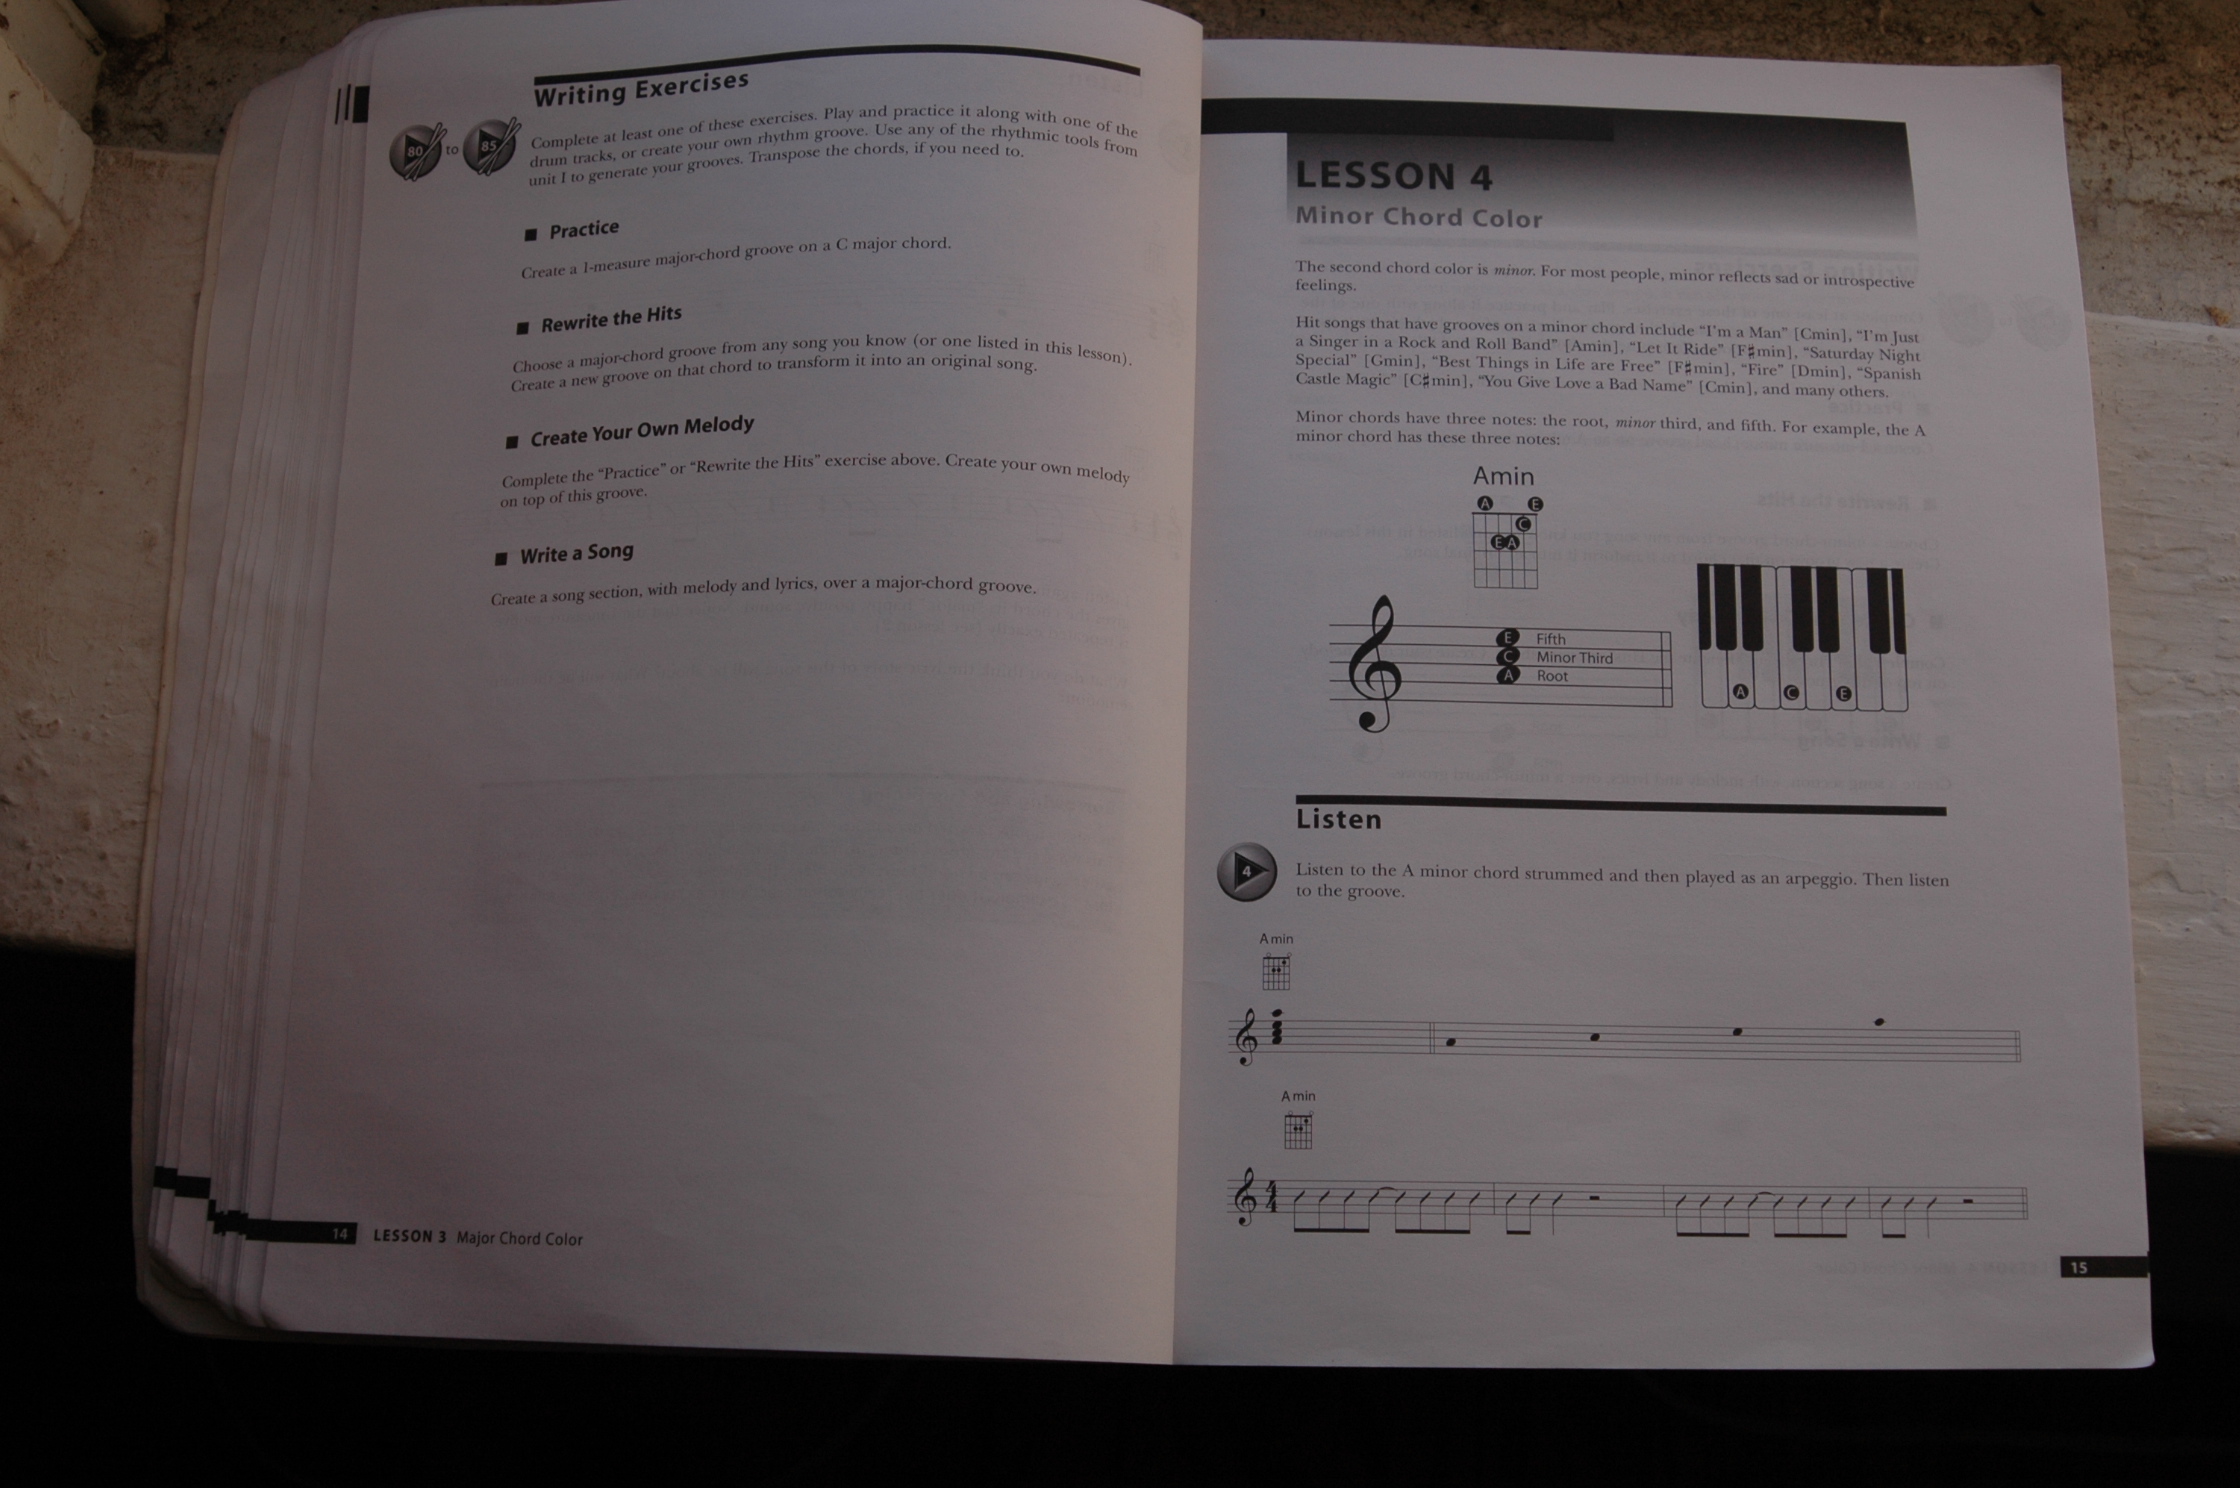 Writing Exercises
80 to 85
Complete at least one of these exercises. Play and practice it along with one of the
drum tracks, or create your own rhythm groove. Use any of the rhythmic tools from
unit I to generate your grooves. Transpose the chords, if you need to.
■ Practice
Create a 1-measure major-chord groove on a C major chord.
■ Rewrite the Hits
Choose a major-chord groove from any song you know (or one listed in this lesson).
Create a new groove on that chord to transform it into an original song.
■ Create Your Own Melody
Complete the “Practice” or “Rewrite the Hits” exercise above. Create your own melody
on top of this groove.
■ Write a Song
Create a song section, with melody and lyrics, over a major-chord groove.
14 LESSON 3 Major Chord Color
LESSON 4
Minor Chord Color
The second chord color is minor. For most people, minor reflects sad or introspective
feelings.
Hit songs that have grooves on a minor chord include “I’m a Man” [Cmin], “I’m Just
a Singer in a Rock and Roll Band” [Amin], “Let It Ride” [F♯min], “Saturday Night
Special” [Gmin], “Best Things in Life are Free” [F♯min], “Fire” [Dmin], “Spanish
Castle Magic” [C♯min], “You Give Love a Bad Name” [Cmin], and many others.
Minor chords have three notes: the root, minor third, and fifth. For example, the A
minor chord has these three notes:
Amin
A E
C
E A
E Fifth
C Minor Third
A Root
A C E
Listen
4
Listen to the A minor chord strummed and then played as an arpeggio. Then listen
to the groove.
A min
A min
4
4
15